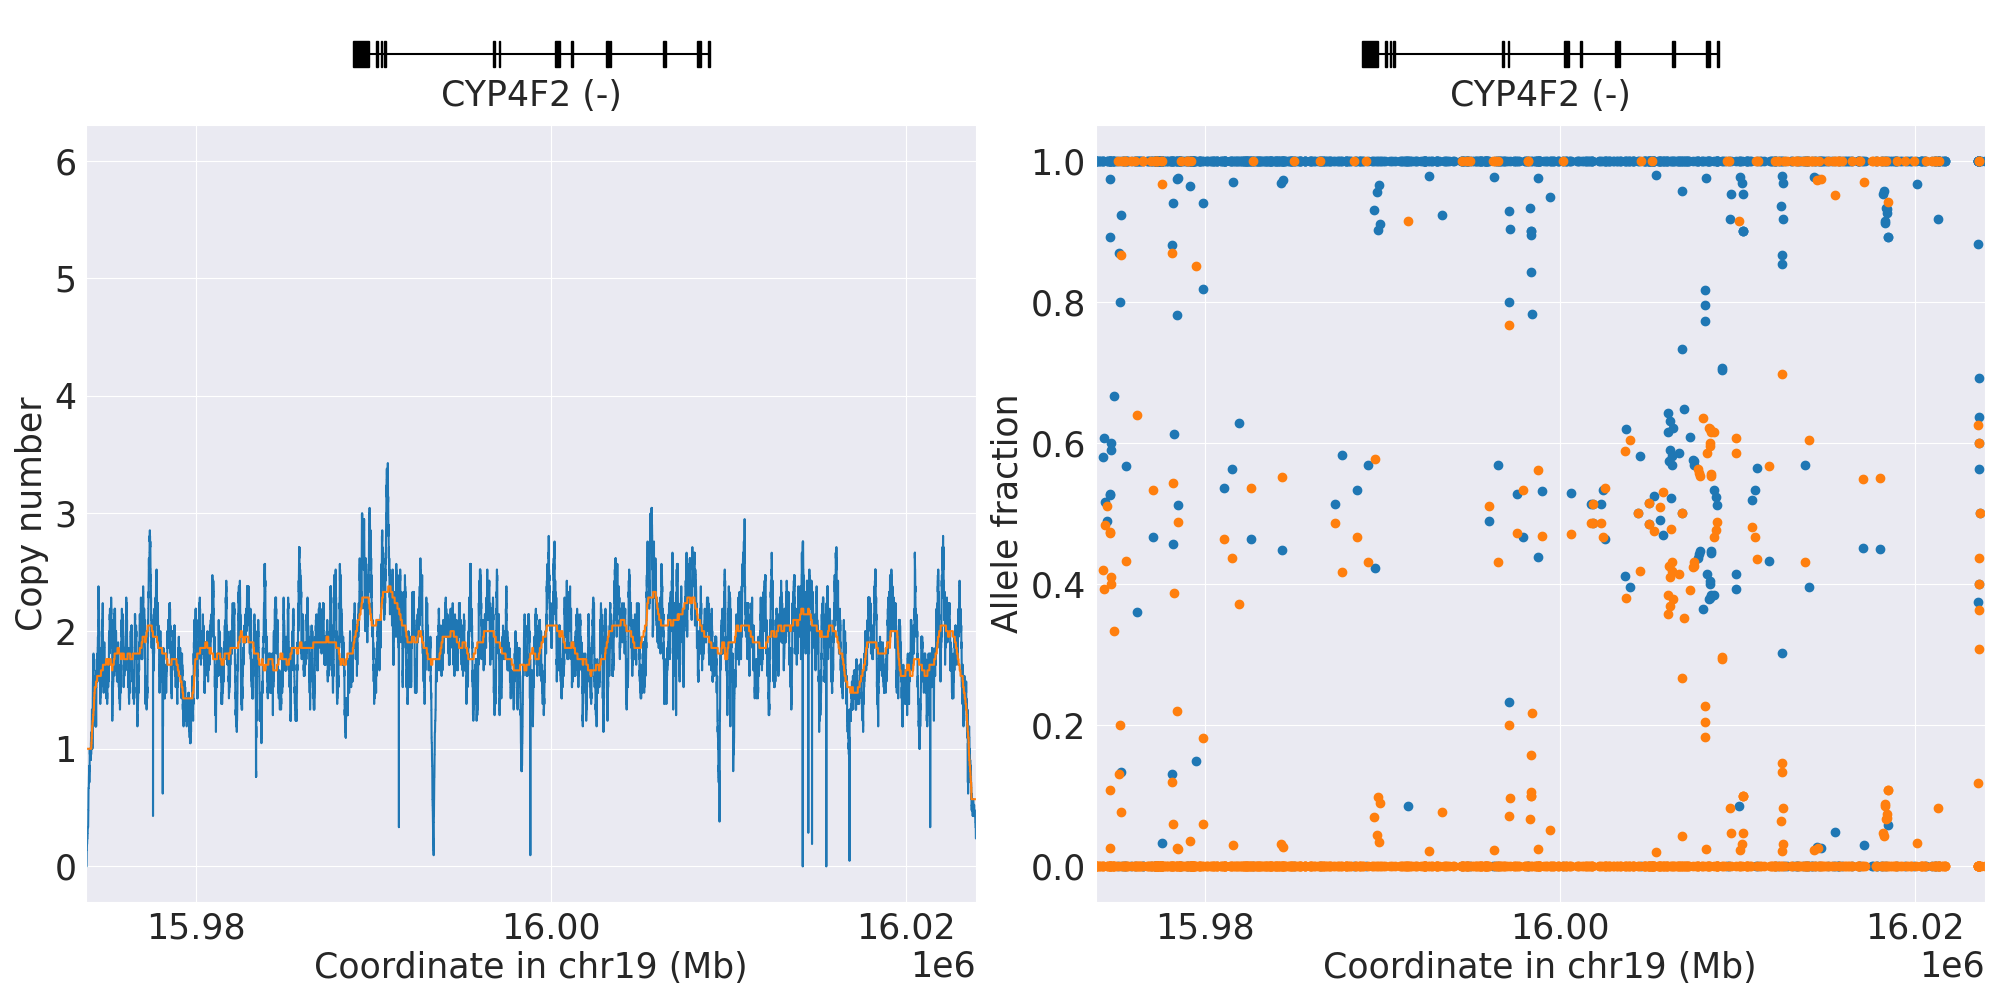 CYP4F2 (-)
Copy number
6
5
4
3
2
1
0
15.98
16.00
16.02
Coordinate in chr19 (Mb)
1e6
CYP4F2 (-)
Allele fraction
1.0
0.8
0.6
0.4
0.2
0.0
15.98
16.00
16.02
Coordinate in chr19 (Mb)
1e6